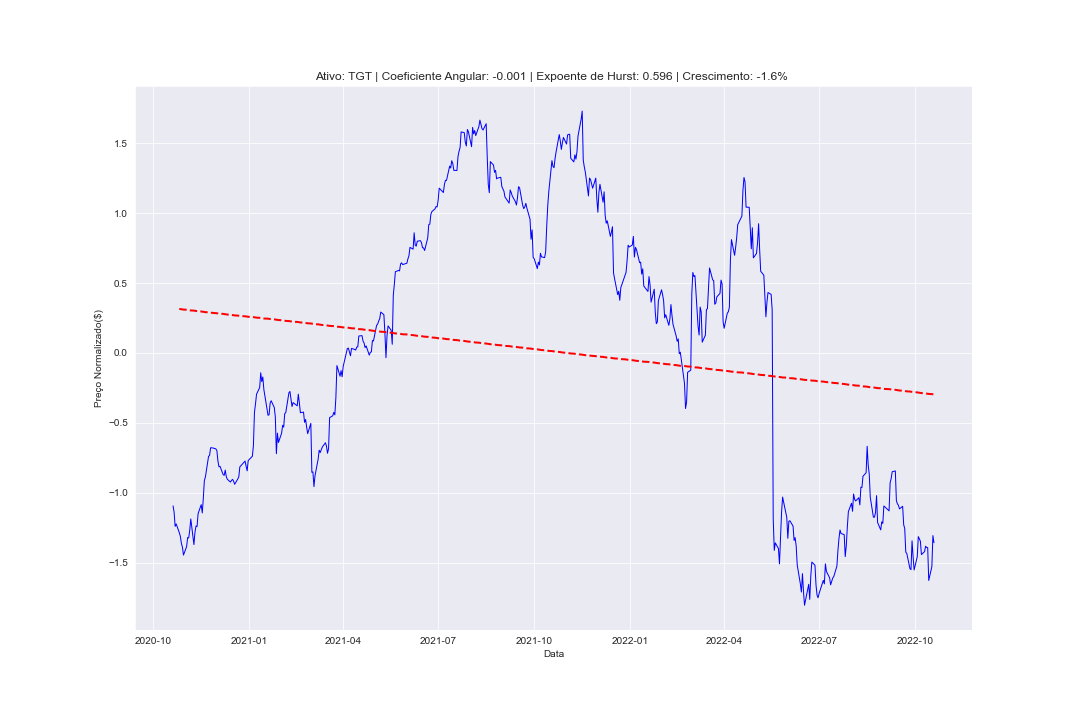 Ativo: TGT | Coeficiente Angular: -0.001 | Expoente de Hurst: 0.596 | Crescimento: -1.6%
Preço Normalizado($)
1.5
1.0
0.5
0.0
−0.5
−1.0
−1.5
2020-10 2021-01 2021-04 2021-07 2021-10 2022-01 2022-04 2022-07 2022-10
Data